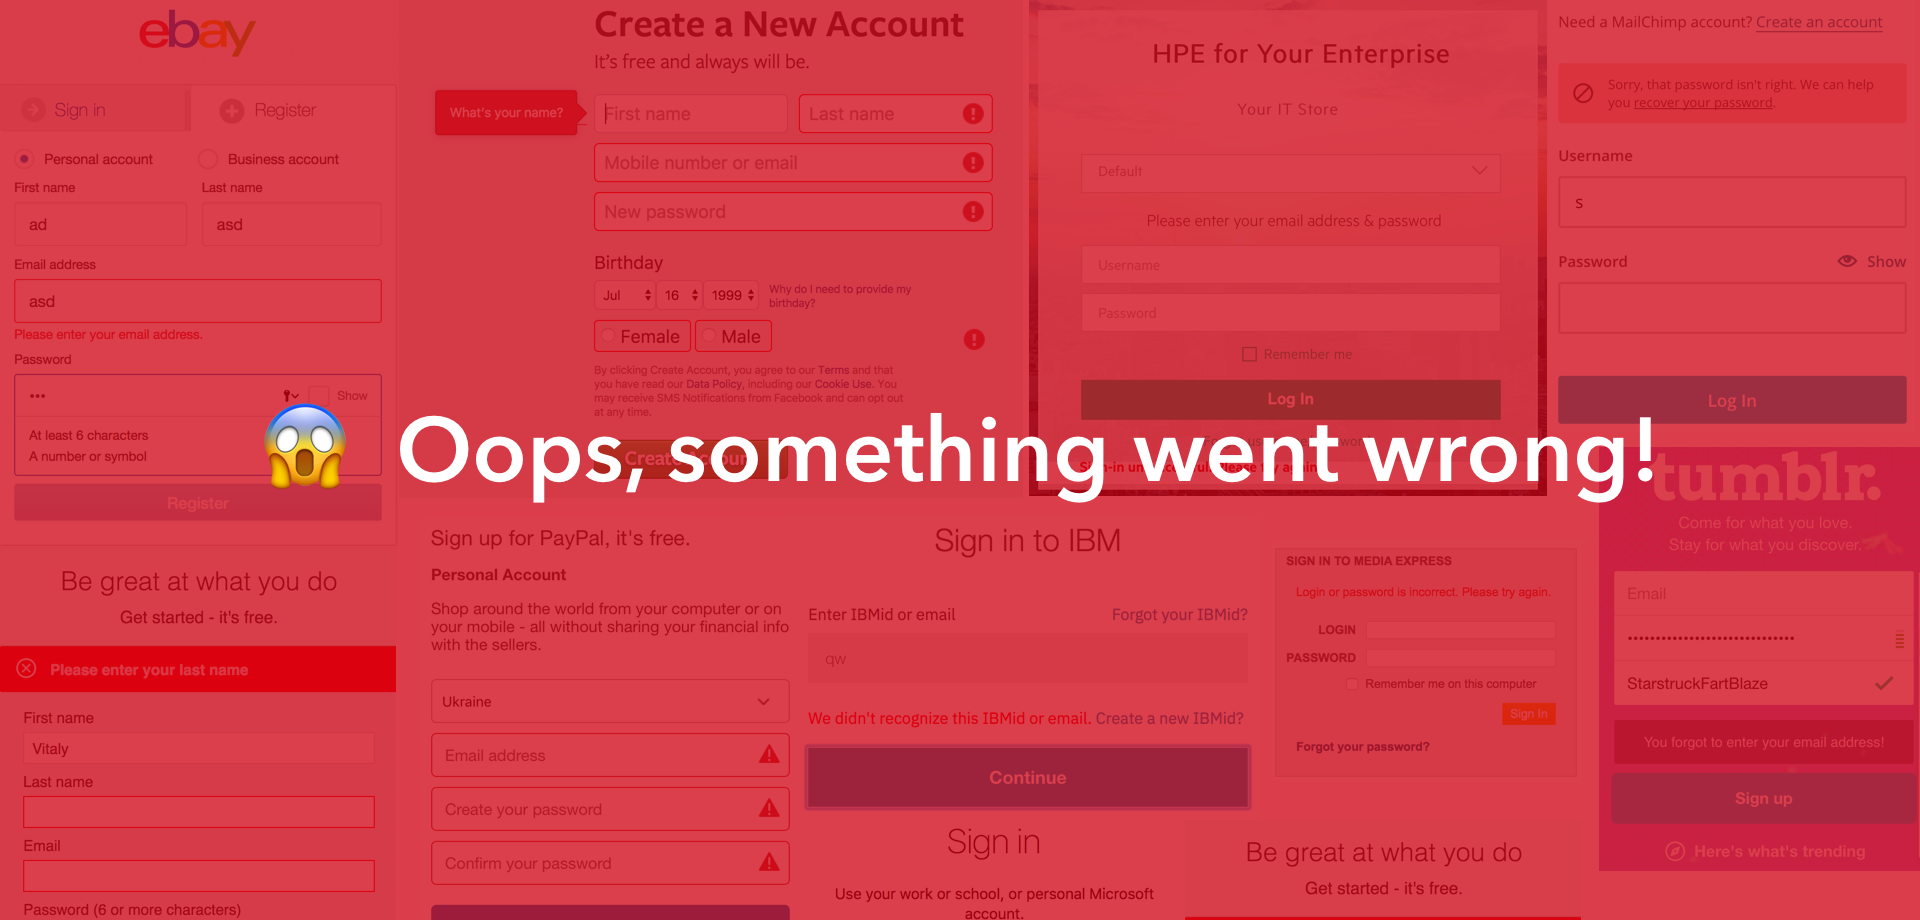 ebay
Sign in
Register
Personal account
Business account
First name
Last name
ad
asd
Email address
asd
Please enter your email address.
Password
•••
Show
At least 6 characters
A number or symbol
Register
Create a New Account
It's free and always will be.
What's your name?
First name
Last name
Mobile number or email
New password
Birthday
Jul
16
1999
Why do I need to provide my
birthday?
Female
Male
By clicking Create Account, you agree to our Terms and that
you have read our Data Policy, including our Cookie Use. You
may receive SMS Notifications from Facebook and can opt out
at any time.
HPE for Your Enterprise
Your IT Store
Default
Please enter your email address & password
Username
Password
Remember me
Log In
Need a MailChimp account? Create an account
Sorry, that password isn't right. We can help
you recover your password.
Username
s
Password
Show
Log In
Oops, something went wrong!
Be great at what you do
Get started - it's free.
Please enter your last name
First name
Vitaly
Last name
Email
Password (6 or more characters)
Sign up for PayPal, it's free.
Personal Account
Shop around the world from your computer or on
your mobile - all without sharing your financial info
with the sellers.
Ukraine
Email address
Create your password
Confirm your password
Sign in to IBM
Enter IBMid or email
Forgot your IBMid?
qw
We didn't recognize this IBMid or email. Create a new IBMid?
Continue
Sign in
Use your work or school, or personal Microsoft
account.
SIGN IN TO MEDIA EXPRESS
Login or password is incorrect. Please try again.
LOGIN
PASSWORD
Remember me on this computer
Sign In
Forgot your password?
Be great at what you do
Get started - it's free.
tumblr.
Come for what you love.
Stay for what you discover.
Email
StarstruckFartBlaze
You forgot to enter your email address!
Sign up
Here's what's trending